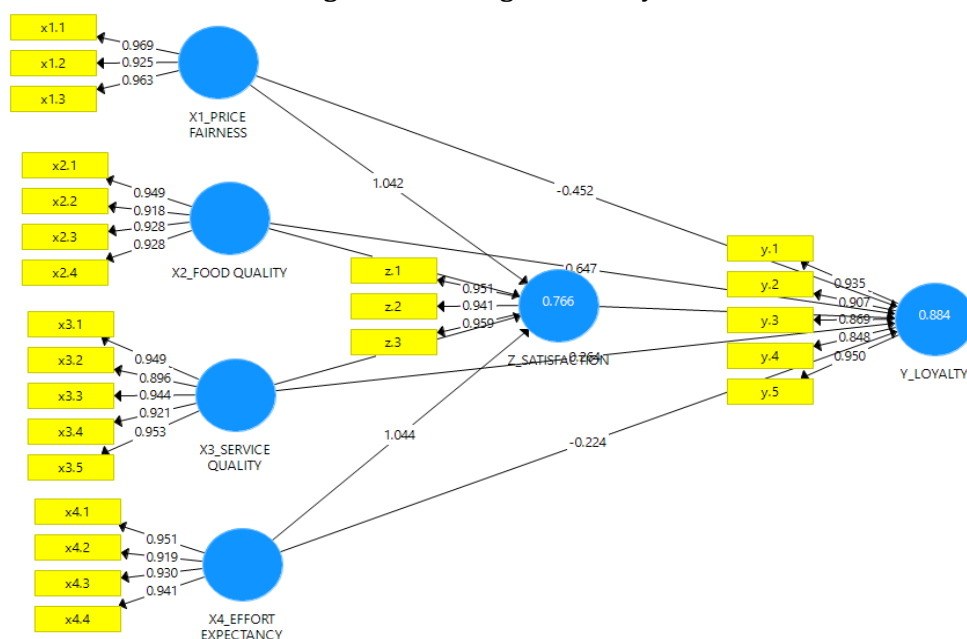 x1.1
x1.2
x1.3
0.969
0.925
0.963
X1_PRICE
FAIRNESS
x2.1
x2.2
x2.3
x2.4
0.949
0.918
0.928
0.928
X2_FOOD QUALITY
x3.1
x3.2
x3.3
x3.4
x3.5
0.949
0.896
0.944
0.921
0.953
X3_SERVICE
QUALITY
x4.1
x4.2
x4.3
x4.4
0.951
0.919
0.930
0.941
X4_EFFORT
EXPECTANCY
1.042
-0.452
0.647
z.1
z.2
z.3
0.951
0.941
0.959
0.766
Z_SATISFACTION
0.264
1.044
-0.224
y.1
y.2
y.3
y.4
y.5
0.935
0.907
0.869
0.848
0.950
0.884
Y_LOYALTY